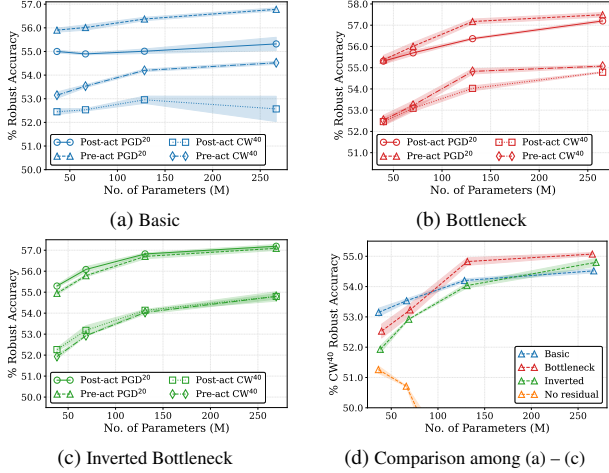 % Robust Accuracy
57.0
56.0
55.0
54.0
53.0
52.0
51.0
50.0
Post-act PGD²⁰
Pre-act PGD²⁰
Post-act CW⁴⁰
Pre-act CW⁴⁰
50
100
150
200
250
No. of Parameters (M)
(a) Basic
% Robust Accuracy
57.0
56.0
55.0
54.0
53.0
52.0
51.0
Post-act PGD²⁰
Pre-act PGD²⁰
Post-act CW⁴⁰
Pre-act CW⁴⁰
50
100
150
200
250
No. of Parameters (M)
(b) Bottleneck
% Robust Accuracy
57.0
56.0
55.0
54.0
53.0
52.0
51.0
50.0
Post-act PGD²⁰
Pre-act PGD²⁰
Post-act CW⁴⁰
Pre-act CW⁴⁰
50
100
150
200
250
No. of Parameters (M)
(c) Inverted Bottleneck
% CW⁴⁰ Robust Accuracy
55.0
54.0
53.0
52.0
51.0
50.0
Basic
Bottleneck
Inverted
No residual
50
100
150
200
250
No. of Parameters (M)
(d) Comparison among (a) – (c)